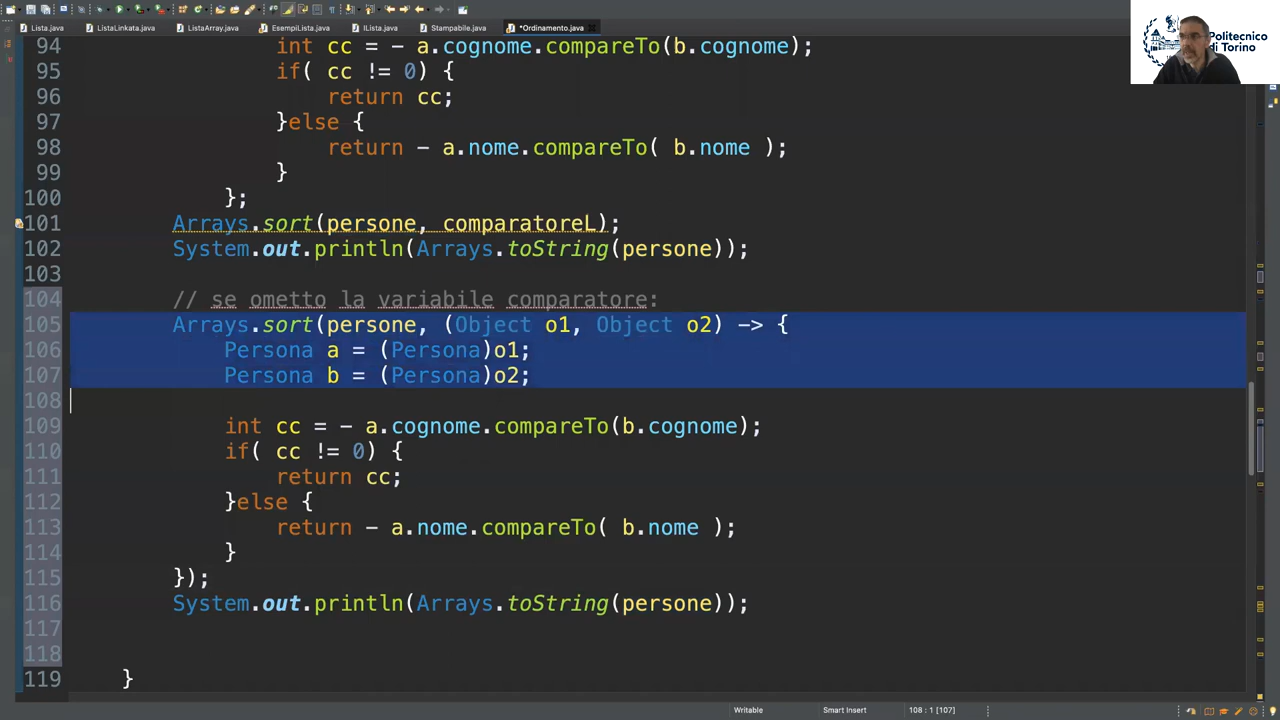 Lista.java ListaLinkata.java ListaArray.java EsempiLista.java IListaJava Stampabile.java *Ordinamento.java
Politecnico
di Torino
94 int cc = - a.cognome.compareTo(b.cognome);
95 if( cc != 0) {
96 return cc;
97 }else {
98 return - a.nome.compareTo( b.nome );
99 }
100 };
101 Arrays.sort(persone, comparatoreL);
102 System.out.println(Arrays.toString(persone));
103
104 // se ometto la variabile comparatore:
105 Arrays.sort(persone, (Object o1, Object o2) -> {
106 Persona a = (Persona)o1;
107 Persona b = (Persona)o2;
108
109 int cc = - a.cognome.compareTo(b.cognome);
110 if( cc != 0) {
111 return cc;
112 }else {
113 return - a.nome.compareTo( b.nome );
114 }
115 });
116 System.out.println(Arrays.toString(persone));
117
118
119 }
Writable Smart Insert 108 : 1 [107]